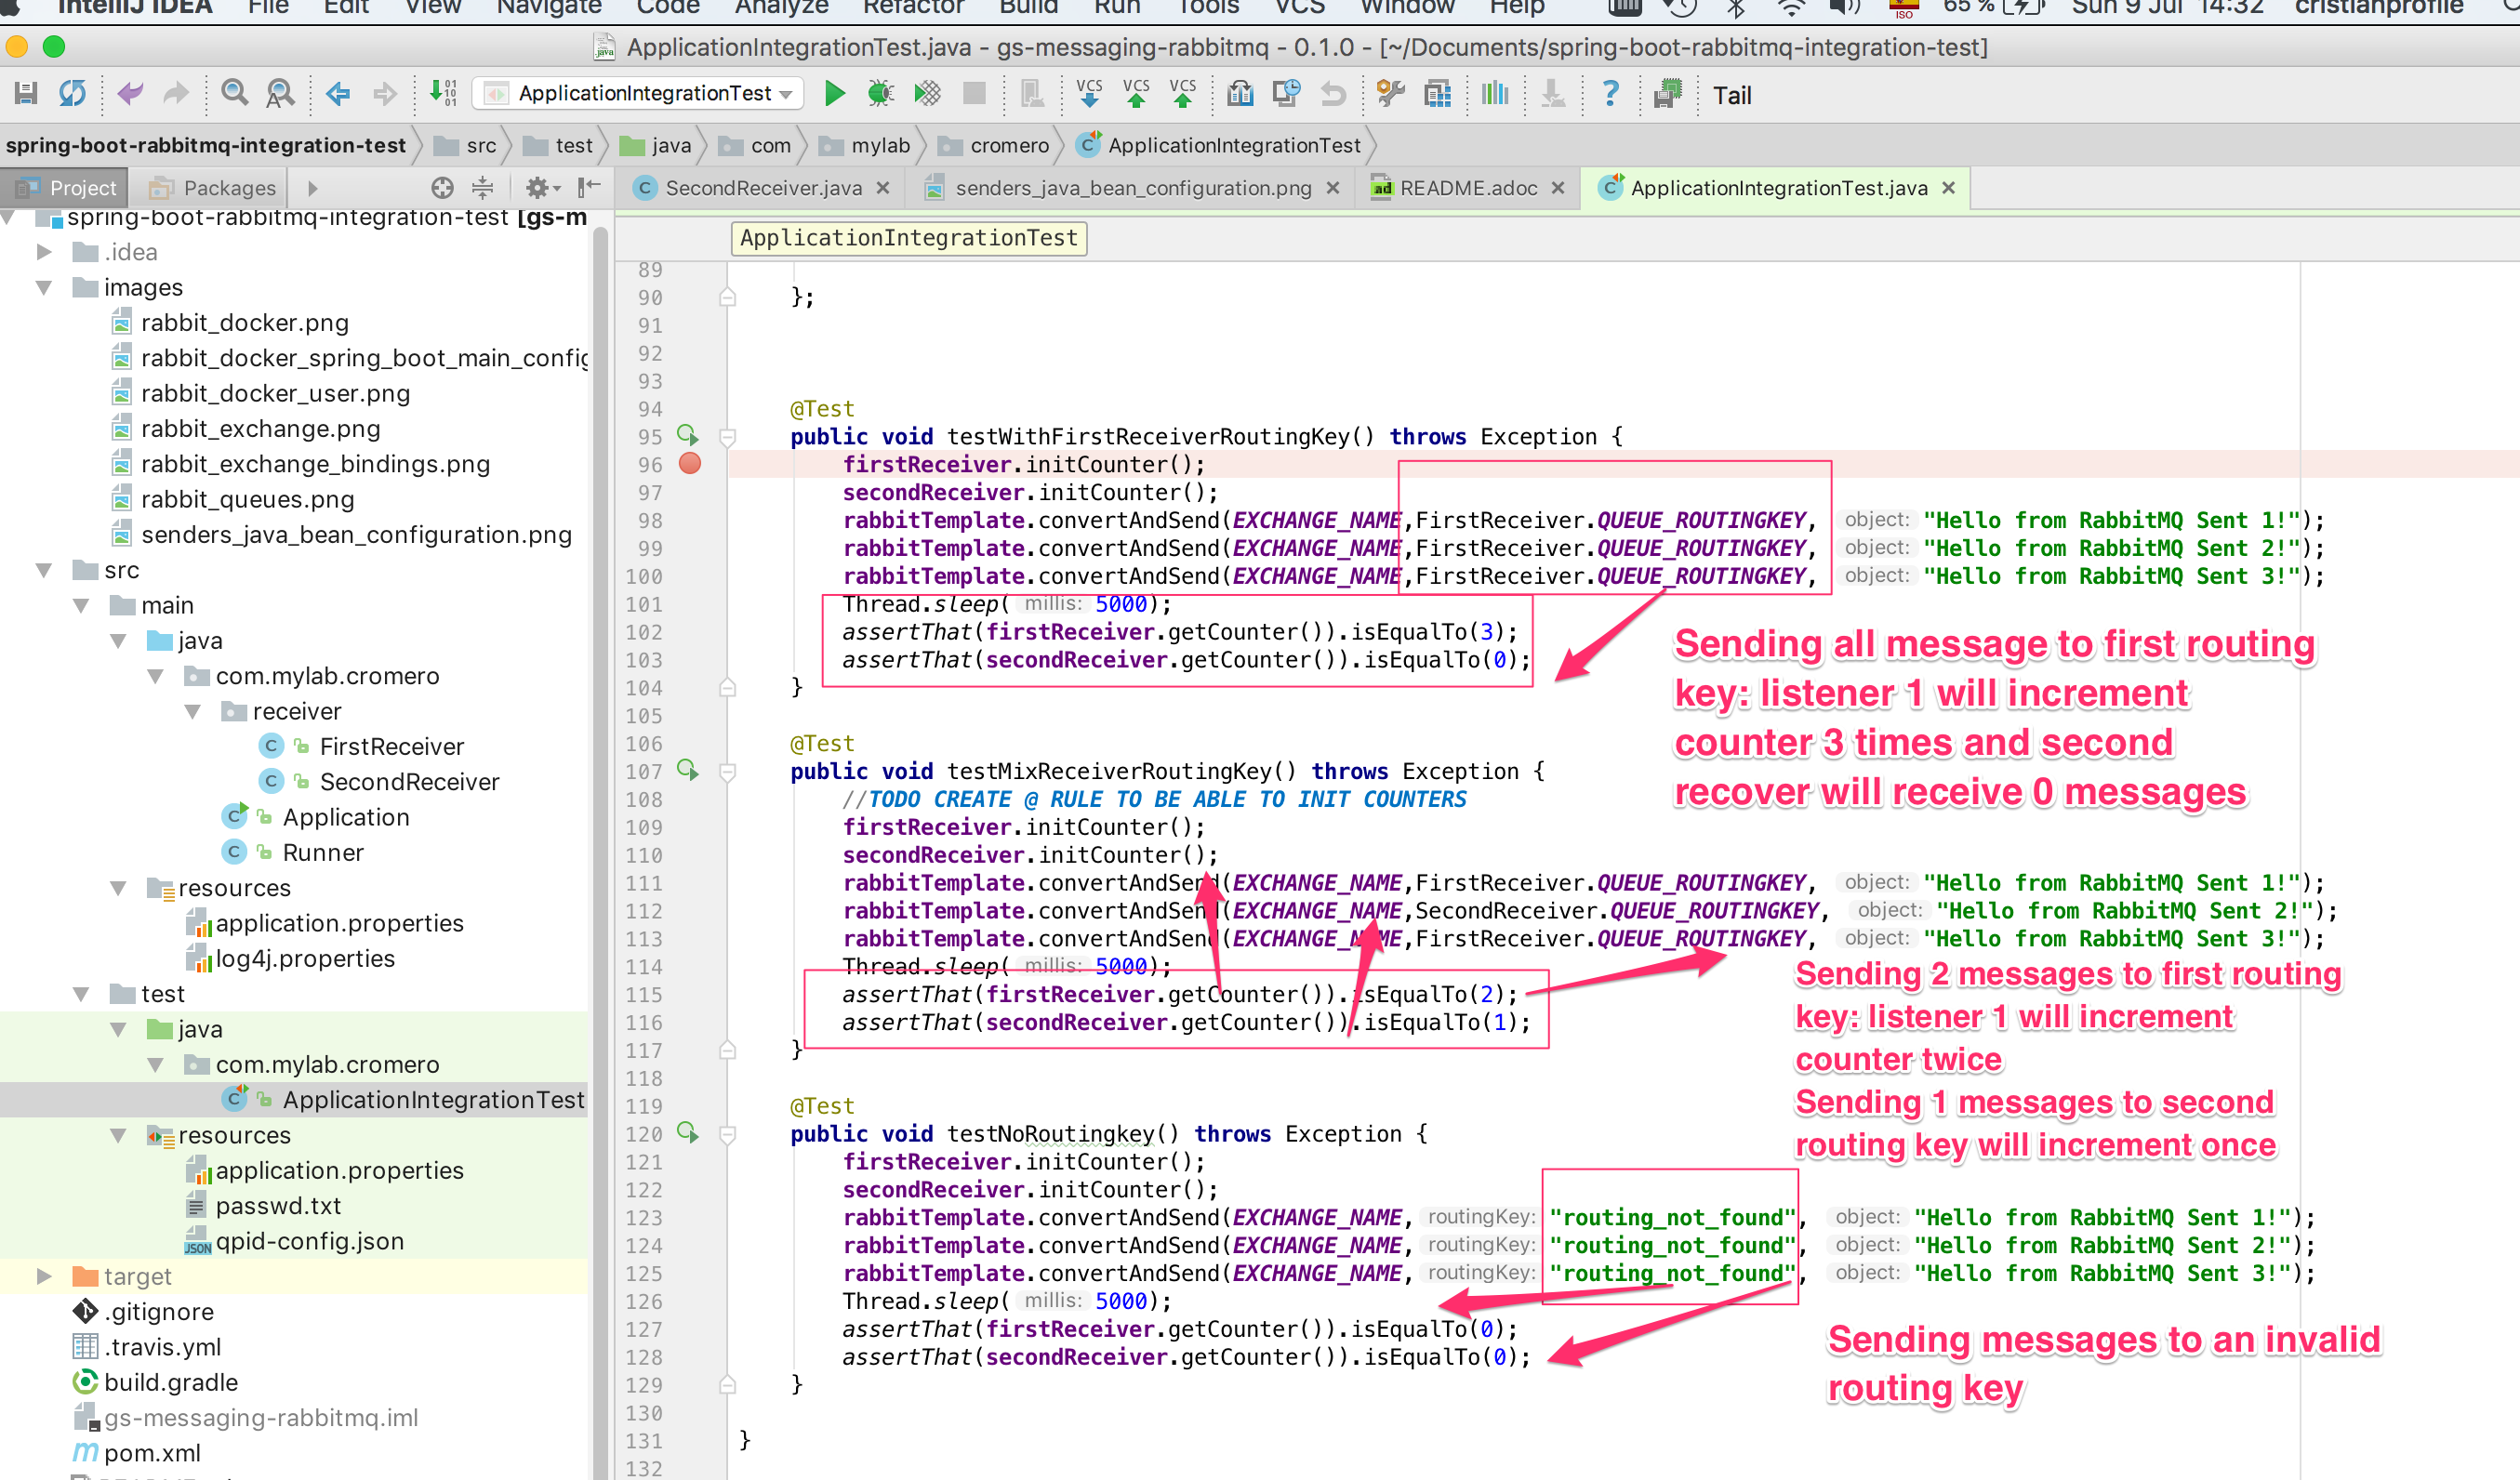 IntelliJ IDEA File Edit View Navigate Code Analyze Refactor Build Run Tools VCS Window Help ISO 65 % Sun 9 Jul 14:32 cristianprofile
ApplicationIntegrationTest.java - gs-messaging-rabbitmq - 0.1.0 - [~/Documents/spring-boot-rabbitmq-integration-test]
ApplicationIntegrationTest VCS VCS VCS ? Tail
spring-boot-rabbitmq-integration-test src test java com mylab cromero ApplicationIntegrationTest
Project Packages
SecondReceiver.java senders_java_bean_configuration.png README.adoc ApplicationIntegrationTest.java
spring-boot-rabbitmq-integration-test [gs-m
.idea
images
rabbit_docker.png
rabbit_docker_spring_boot_main_config
rabbit_docker_user.png
rabbit_exchange.png
rabbit_exchange_bindings.png
rabbit_queues.png
senders_java_bean_configuration.png
src
main
java
com.mylab.cromero
receiver
FirstReceiver
SecondReceiver
Application
Runner
resources
application.properties
log4j.properties
test
java
com.mylab.cromero
ApplicationIntegrationTest
resources
application.properties
passwd.txt
qpid-config.json
target
.gitignore
.travis.yml
build.gradle
gs-messaging-rabbitmq.iml
pom.xml
ApplicationIntegrationTest
89
90 };
91
92
93
94 @Test
95 public void testWithFirstReceiverRoutingKey() throws Exception {
96 firstReceiver.initCounter();
97 secondReceiver.initCounter();
98 rabbitTemplate.convertAndSend(EXCHANGE_NAME,FirstReceiver.QUEUE_ROUTINGKEY, object: "Hello from RabbitMQ Sent 1!");
99 rabbitTemplate.convertAndSend(EXCHANGE_NAME,FirstReceiver.QUEUE_ROUTINGKEY, object: "Hello from RabbitMQ Sent 2!");
100 rabbitTemplate.convertAndSend(EXCHANGE_NAME,FirstReceiver.QUEUE_ROUTINGKEY, object: "Hello from RabbitMQ Sent 3!");
101 Thread.sleep( millis: 5000);
102 assertThat(firstReceiver.getCounter()).isEqualTo(3);
103 assertThat(secondReceiver.getCounter()).isEqualTo(0);
104 }
105
106 @Test
107 public void testMixReceiverRoutingKey() throws Exception {
108 //TODO CREATE @ RULE TO BE ABLE TO INIT COUNTERS
109 firstReceiver.initCounter();
110 secondReceiver.initCounter();
111 rabbitTemplate.convertAndSend(EXCHANGE_NAME,FirstReceiver.QUEUE_ROUTINGKEY, object: "Hello from RabbitMQ Sent 1!");
112 rabbitTemplate.convertAndSend(EXCHANGE_NAME,SecondReceiver.QUEUE_ROUTINGKEY, object: "Hello from RabbitMQ Sent 2!");
113 rabbitTemplate.convertAndSend(EXCHANGE_NAME,FirstReceiver.QUEUE_ROUTINGKEY, object: "Hello from RabbitMQ Sent 3!");
114 Thread.sleep( millis: 5000);
115 assertThat(firstReceiver.getCounter()).isEqualTo(2);
116 assertThat(secondReceiver.getCounter()).isEqualTo(1);
117 }
118
119 @Test
120 public void testNoRoutingkey() throws Exception {
121 firstReceiver.initCounter();
122 secondReceiver.initCounter();
123 rabbitTemplate.convertAndSend(EXCHANGE_NAME, routingKey: "routing_not_found", object: "Hello from RabbitMQ Sent 1!");
124 rabbitTemplate.convertAndSend(EXCHANGE_NAME, routingKey: "routing_not_found", object: "Hello from RabbitMQ Sent 2!");
125 rabbitTemplate.convertAndSend(EXCHANGE_NAME, routingKey: "routing_not_found", object: "Hello from RabbitMQ Sent 3!");
126 Thread.sleep( millis: 5000);
127 assertThat(firstReceiver.getCounter()).isEqualTo(0);
128 assertThat(secondReceiver.getCounter()).isEqualTo(0);
129 }
130
131 }
132
Sending all message to first routing
key: listener 1 will increment
counter 3 times and second
recover will receive 0 messages
Sending 2 messages to first routing
key: listener 1 will increment
counter twice
Sending 1 messages to second
routing key will increment once
Sending messages to an invalid
routing key